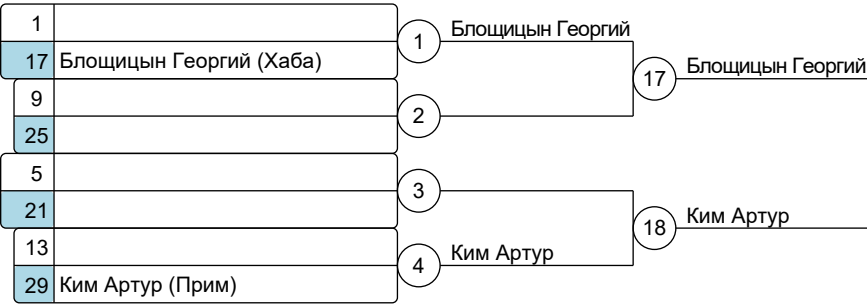 1
17 Блощицын Георгий (Хаба)
1
Блощицын Георгий
17
Блощицын Георгий
9
25
2
5
21
3
18
Ким Артур
13
29 Ким Артур (Прим)
4
Ким Артур